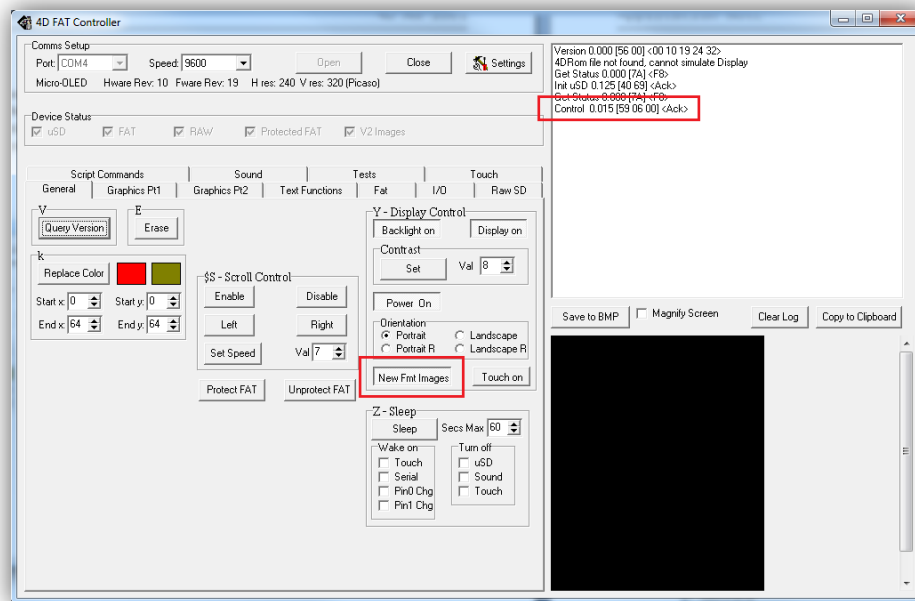 4D FAT Controller
Comms Setup
Port: COM4 Speed: 9600 Open Close Settings
Micro-OLED Hware Rev: 10 Fware Rev: 19 H res: 240 V res: 320 (Picaso)
Device Status
uSD FAT RAW Protected FAT V2 Images
Script Commands Sound Tests Touch
General Graphics Pt1 Graphics Pt2 Text Functions Fat I/O Raw SD
V
Query Version
E
Erase
k
Replace Color
Start x: 0 Start y: 0
End x: 64 End y: 64
$S - Scroll Control
Enable Disable
Left Right
Set Speed Val 7
Protect FAT Unprotect FAT
Y - Display Control
Backlight on Display on
Contrast
Set Val 8
Power On
Orientation
Portrait Landscape
Portrait R Landscape R
New Fmt Images Touch on
Z - Sleep
Sleep Secs Max 60
Wake on
Touch
Serial
Pin0 Chg
Pin1 Chg
Turn off
uSD
Sound
Touch
Version 0.000 [56 00] <00 10 19 24 32>
4DRom file not found, cannot simulate Display
Get Status 0.000 [7A] <F8>
Init uSD 0.125 [40 69] <Ack>
Get Status 0.000 [7A] <F8>
Control 0.015 [59 06 00] <Ack>
Save to BMP Magnify Screen Clear Log Copy to Clipboard